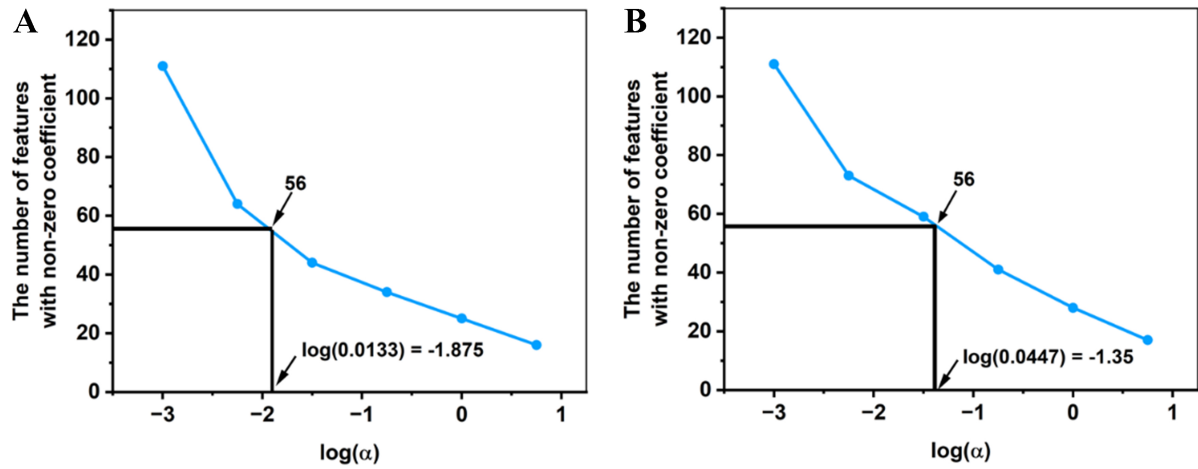 A
The number of features
with non-zero coefficient
120
100
80
60
40
20
0
56
log(0.0133) = -1.875
−3
−2
−1
0
1
log(α)
B
The number of features
with non-zero coefficient
120
100
80
60
40
20
0
56
log(0.0447) = -1.35
−3
−2
−1
0
1
log(α)